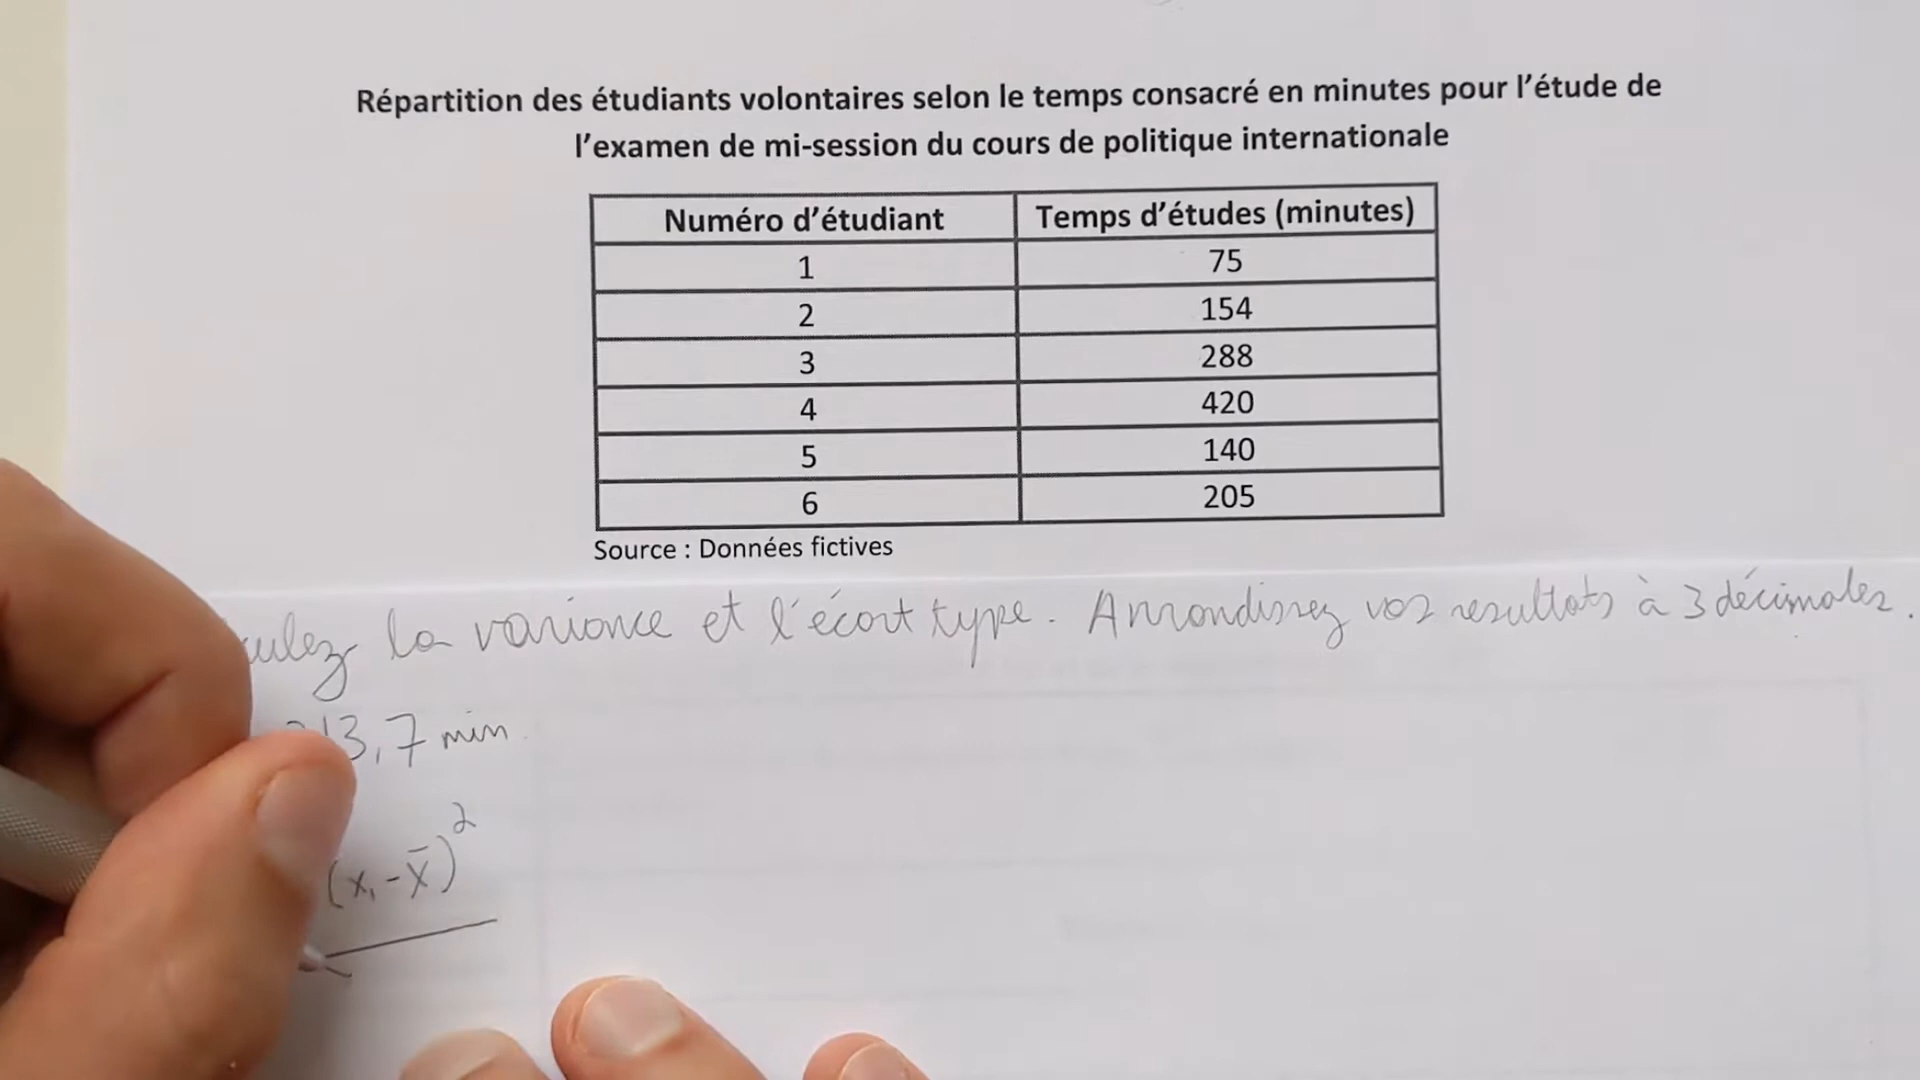 Répartition des étudiants volontaires selon le temps consacré en minutes pour l'étude de
l'examen de mi-session du cours de politique internationale
Numéro d'étudiant Temps d'études (minutes)
1 75
2 154
3 288
4 420
5 140
6 205
Source : Données fictives
la variance et l'écart type. Arrondissez vos resultats à 3 décimales.
13,7 min
(x₁-x̄)²